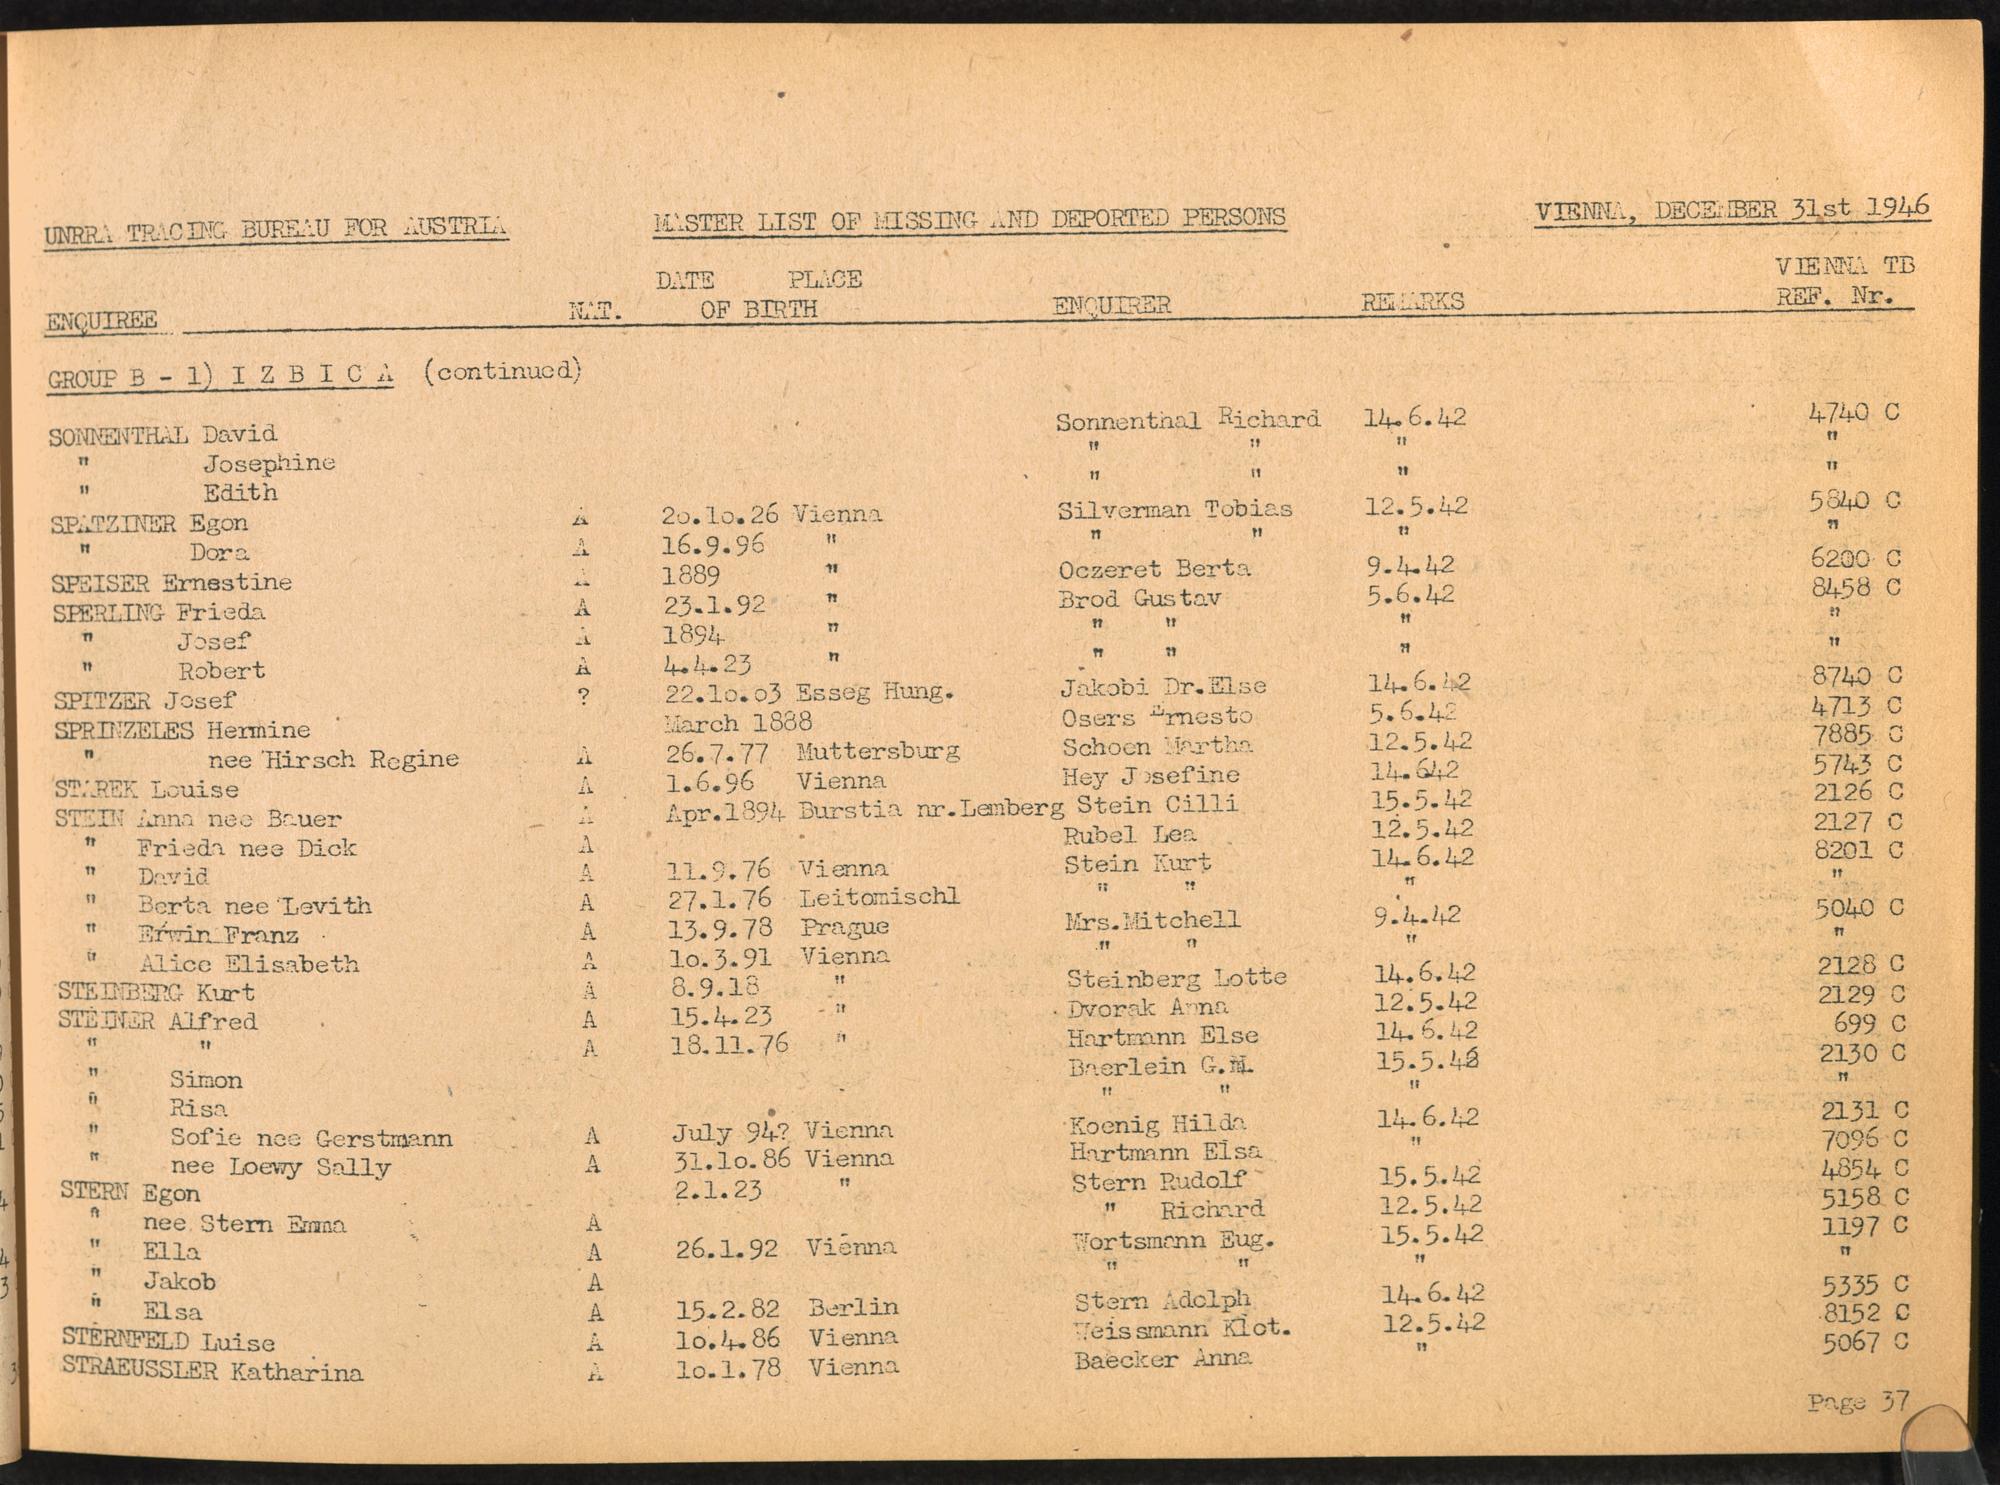 UNRRA TRACING BUREAU FOR AUSTRIA MASTER LIST OF MISSING AND DEPORTED PERSONS VIENNA, DECEMBER 31st 1946
DATE PLACE VIENNA TB
ENQUIREE NAT. OF BIRTH ENQUIRER REMARKS REF. Nr.
GROUP B - 1) I Z B I C A (continued)
SONNENTHAL David Sonnenthal Richard 14.6.42 4740 C
" Josephine " " " "
" Edith " " " "
SPATZINER Egon A 20.10.26 Vienna Silverman Tobias 12.5.42 5840 C
" Dora A 16.9.96 " " " " "
SPEISER Ernestine A 1889 " Oczeret Berta 9.4.42 6200 C
SPERLING Frieda A 23.1.92 " Brod Gustav 5.6.42 8458 C
" Josef A 1894 " " " " "
" Robert A 4.4.23 " " " " "
SPITZER Josef ? 22.10.03 Esseg Hung. Jakobi Dr.Else 14.6.42 8740 C
SPRINZELES Hermine March 1888 Osers Ernesto 5.6.42 4713 C
" nee Hirsch Regine A 26.7.77 Muttersburg Schoen Martha 12.5.42 7885 C
STAREK Louise A 1.6.96 Vienna Hey Josefine 14.642 5743 C
STEIN Anna nee Bauer A Apr.1894 Burstia nr.Lemberg Stein Cilli 15.5.42 2126 C
" Frieda nee Dick A Rubel Lea 12.5.42 2127 C
" David A 11.9.76 Vienna Stein Kurt 14.6.42 8201 C
" Berta nee Levith A 27.1.76 Leitomischl " " " "
" Erwin Franz A 13.9.78 Prague Mrs.Mitchell 9.4.42 5040 C
" Alice Elisabeth A 10.3.91 Vienna " " " "
STEINBERG Kurt A 8.9.18 " Steinberg Lotte 14.6.42 2128 C
STEINER Alfred A 15.4.23 " Dvorak Anna 12.5.42 2129 C
" " A 18.11.76 " Hartmann Else 14.6.42 699 C
" Simon Baerlein G.M. 15.5.42 2130 C
" Risa " " " "
" Sofie nee Gerstmann A July 94? Vienna Koenig Hilda 14.6.42 2131 C
" nee Loewy Sally A 31.10.86 Vienna Hartmann Elsa " 7096 C
STERN Egon 2.1.23 " Stern Rudolf 15.5.42 4854 C
" nee Stern Emma A " Richard 12.5.42 5158 C
" Ella A 26.1.92 Vienna Wortsmann Eug. 15.5.42 1197 C
" Jakob A " " " "
" Elsa A 15.2.82 Berlin Stern Adolph 14.6.42 5335 C
STERNFELD Luise A 10.4.86 Vienna Weissmann Klot. 12.5.42 8152 C
STRAEUSSLER Katharina A 10.1.78 Vienna Baecker Anna " 5067 C
Page 37